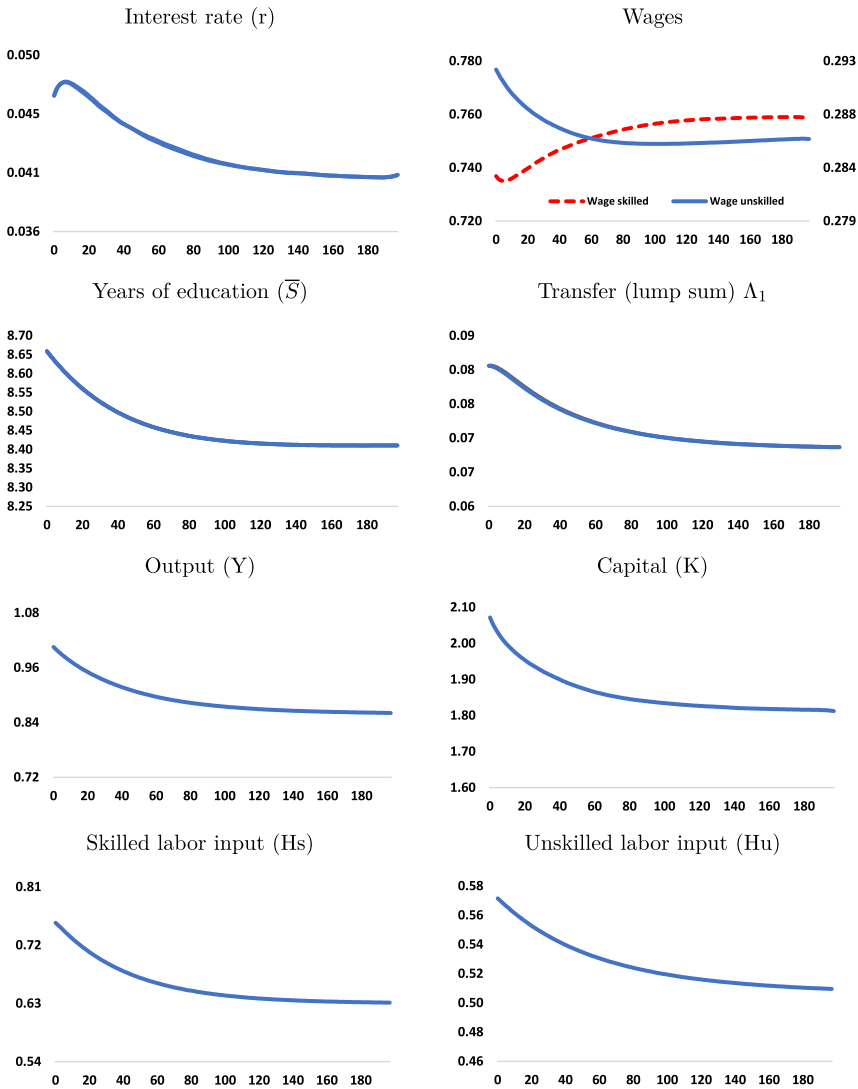 Interest rate (r)
0.050
0.045
0.041
0.036
0 20 40 60 80 100 120 140 160 180
Wages
0.780 0.293
0.760 0.288
0.740 0.284
0.720 0.279
Wage skilled Wage unskilled
0 20 40 60 80 100 120 140 160 180
Years of education (S̅)
8.70
8.65
8.55
8.50
8.45
8.40
8.35
8.30
8.25
0 20 40 60 80 100 120 140 160 180
Transfer (lump sum) Λ₁
0.09
0.08
0.08
0.07
0.07
0.06
0 20 40 60 80 100 120 140 160 180
Output (Y)
1.08
0.96
0.84
0.72
0 20 40 60 80 100 120 140 160 180
Capital (K)
2.10
2.00
1.90
1.80
1.70
1.60
0 20 40 60 80 100 120 140 160 180
Skilled labor input (Hs)
0.81
0.72
0.63
0.54
0 20 40 60 80 100 120 140 160 180
Unskilled labor input (Hu)
0.58
0.56
0.54
0.52
0.50
0.48
0.46
0 20 40 60 80 100 120 140 160 180